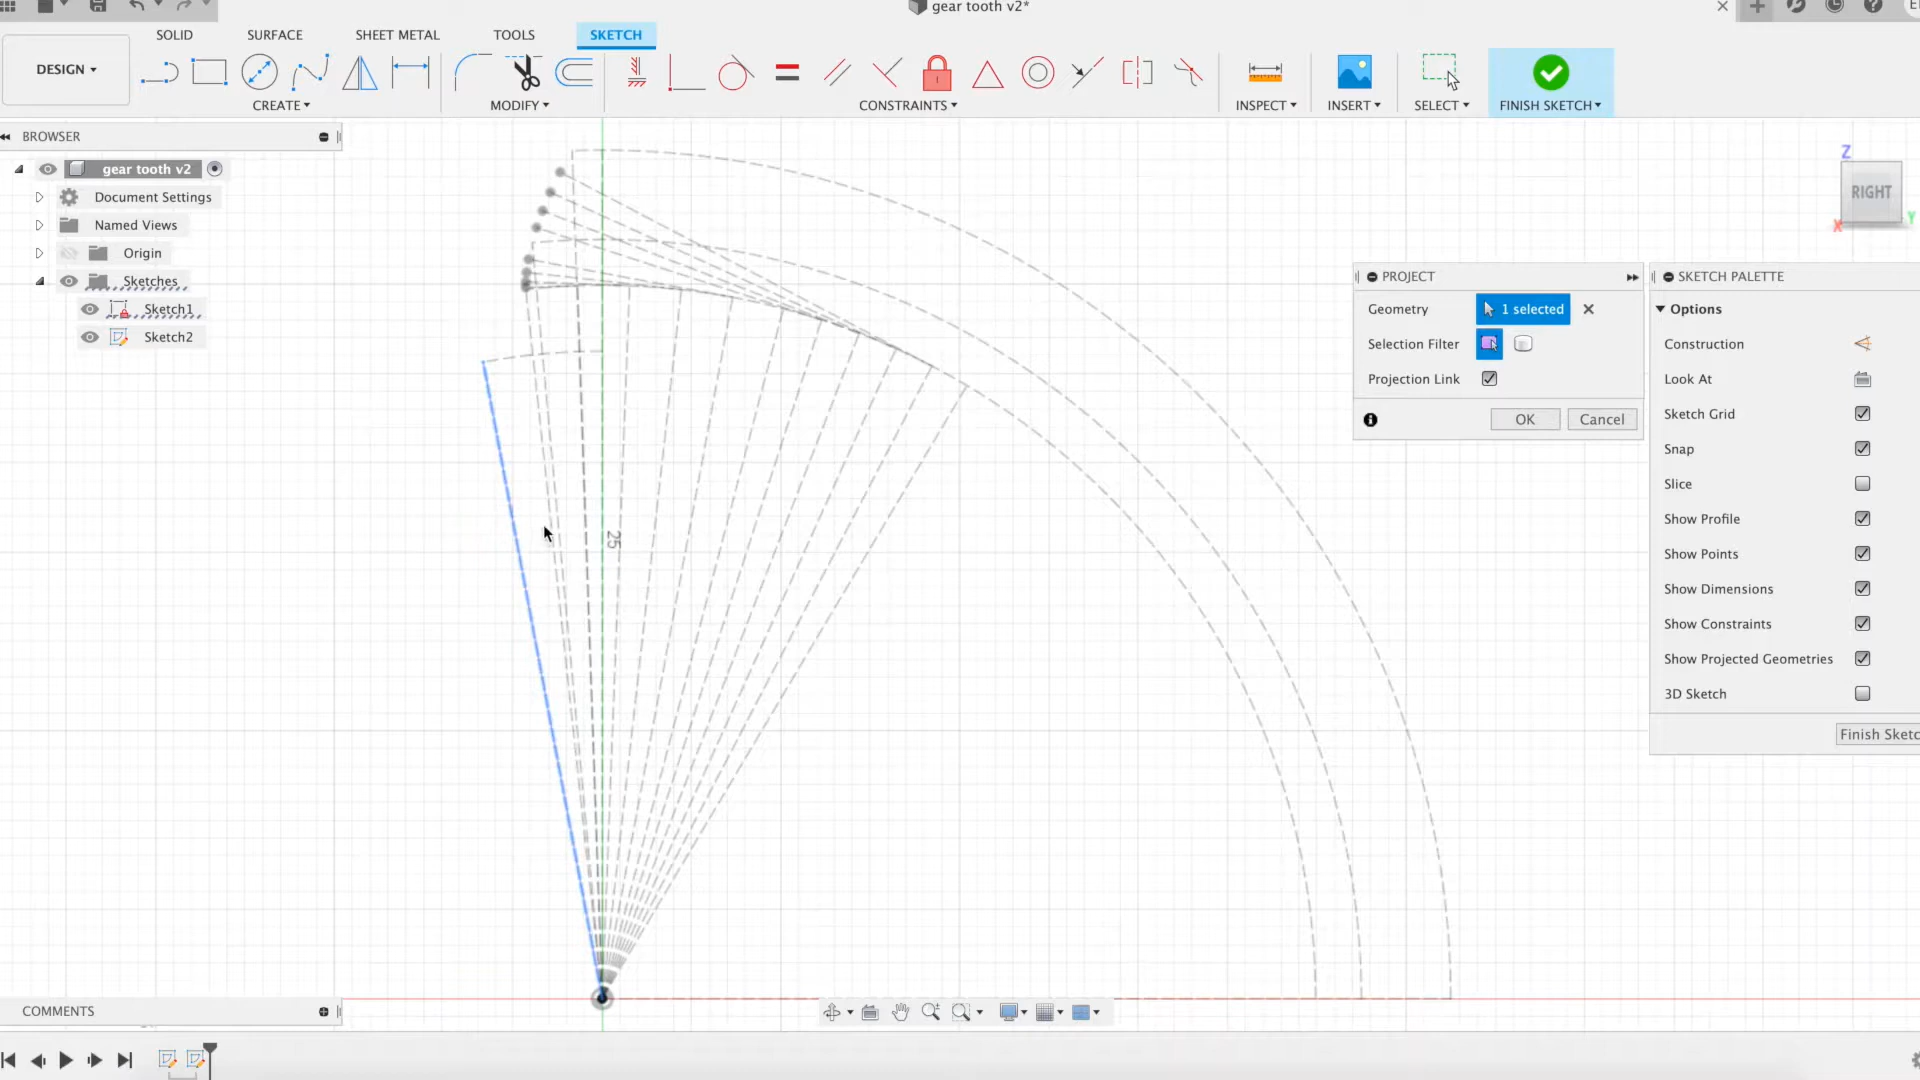 gear tooth v2*
SOLID
SURFACE
SHEET METAL
TOOLS
SKETCH
DESIGN
CREATE
MODIFY
CONSTRAINTS
INSPECT
INSERT
SELECT
FINISH SKETCH
BROWSER
gear tooth v2
Document Settings
Named Views
Origin
Sketches
Sketch1
Sketch2
25
Z
RIGHT
X
Y
PROJECT
Geometry
1 selected
Selection Filter
Projection Link
OK
Cancel
SKETCH PALETTE
Options
Construction
Look At
Sketch Grid
Snap
Slice
Show Profile
Show Points
Show Dimensions
Show Constraints
Show Projected Geometries
3D Sketch
Finish Sketc
COMMENTS